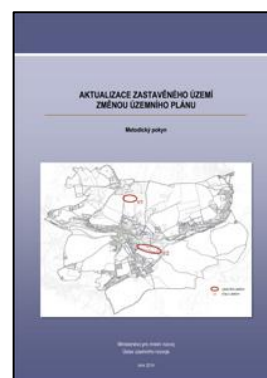 AKTUALIZACE ZASTAVĚNÉHO ÚZEMÍ
ZMĚNOU ÚZEMNÍHO PLÁNU
Metodický pokyn
Ministerstvo pro místní rozvoj
Ústav územního rozvoje